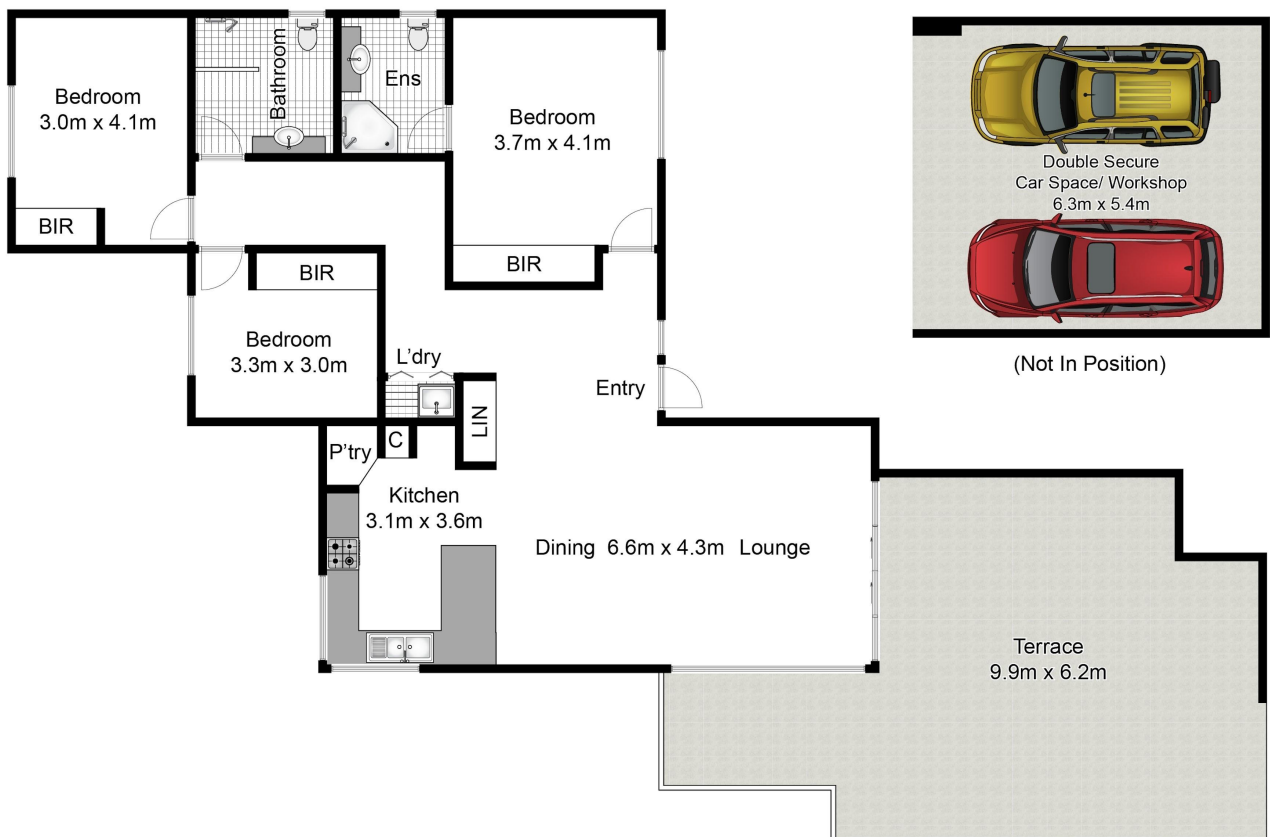 Bedroom
3.0m x 4.1m
BIR
Bathroom
Ens
Bedroom
3.7m x 4.1m
BIR
BIR
Bedroom
3.3m x 3.0m
L'dry
LIN
Entry
P'try
C
Kitchen
3.1m x 3.6m
Dining 6.6m x 4.3m Lounge
Terrace
9.9m x 6.2m
Double Secure
Car Space/ Workshop
6.3m x 5.4m
(Not In Position)